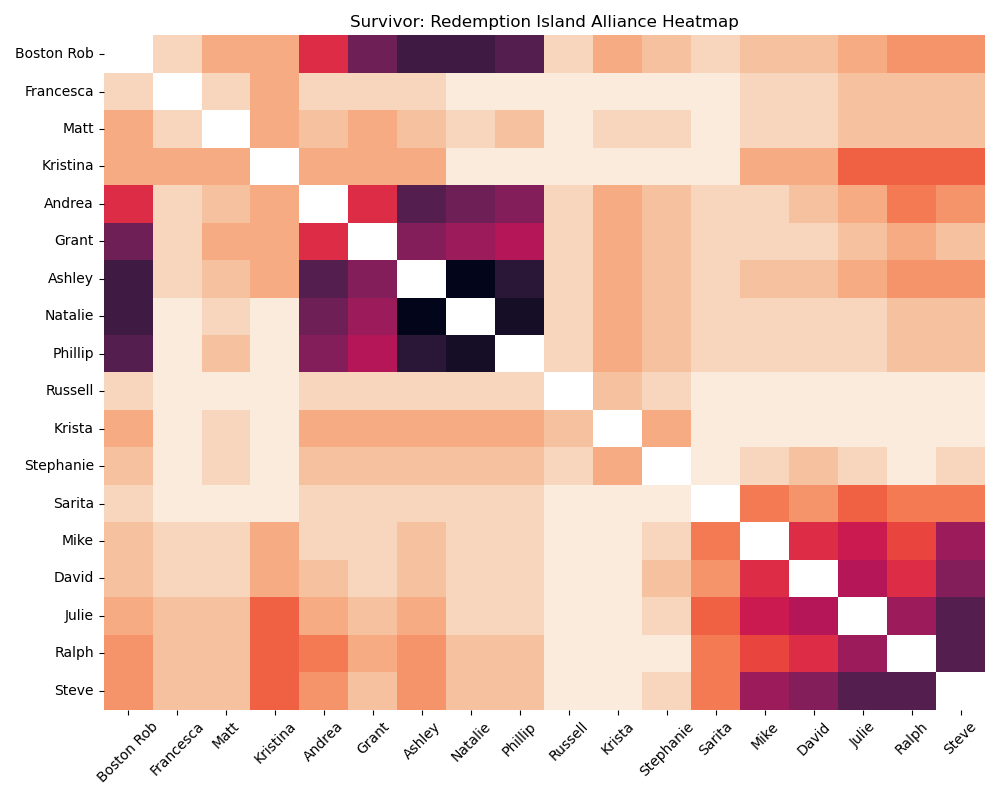 Survivor: Redemption Island Alliance Heatmap
Boston Rob
Francesca
Matt
Kristina
Andrea
Grant
Ashley
Natalie
Phillip
Russell
Krista
Stephanie
Sarita
Mike
David
Julie
Ralph
Steve
Boston Rob
Francesca
Matt
Kristina
Andrea
Grant
Ashley
Natalie
Phillip
Russell
Krista
Stephanie
Sarita
Mike
David
Julie
Ralph
Steve